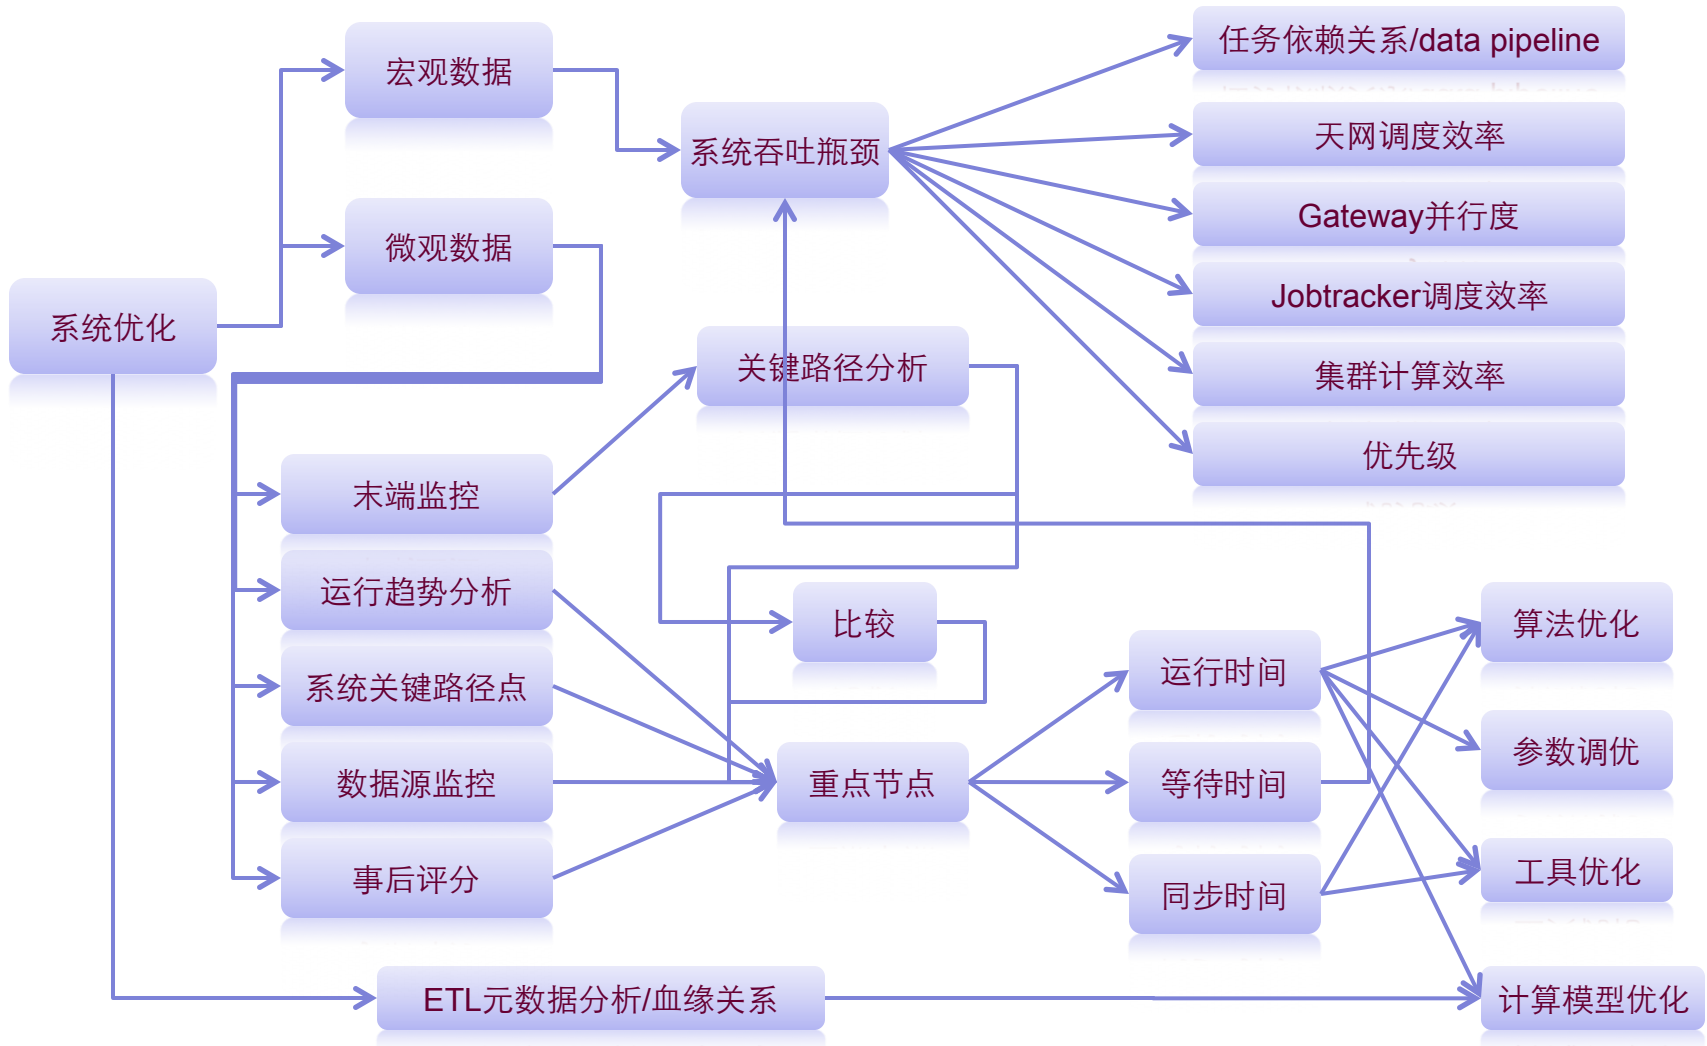 宏观数据
微观数据
系统优化
系统吞吐瓶颈
任务依赖关系/data pipeline
天网调度效率
Gateway并行度
Jobtracker调度效率
集群计算效率
优先级
关键路径分析
末端监控
运行趋势分析
系统关键路径点
数据源监控
事后评分
比较
重点节点
运行时间
等待时间
同步时间
算法优化
参数调优
工具优化
计算模型优化
ETL元数据分析/血缘关系